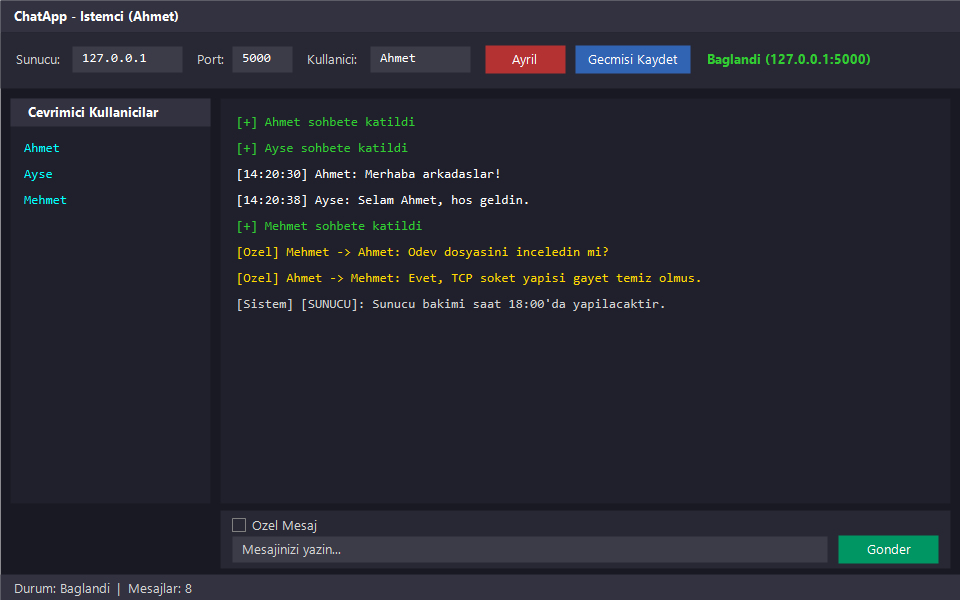 ChatApp - Istemci (Ahmet)
Sunucu: 127.0.0.1 Port: 5000 Kullanici: Ahmet Ayril Gecmisi Kaydet Baglandi (127.0.0.1:5000)
Cevrimici Kullanicilar
Ahmet
Ayse
Mehmet
[+] Ahmet sohbete katildi
[+] Ayse sohbete katildi
[14:20:30] Ahmet: Merhaba arkadaslar!
[14:20:38] Ayse: Selam Ahmet, hos geldin.
[+] Mehmet sohbete katildi
[Ozel] Mehmet -> Ahmet: Odev dosyasini inceledin mi?
[Ozel] Ahmet -> Mehmet: Evet, TCP soket yapisi gayet temiz olmus.
[Sistem] [SUNUCU]: Sunucu bakimi saat 18:00'da yapilacaktir.
Ozel Mesaj
Mesajinizi yazin... Gonder
Durum: Baglandi | Mesajlar: 8